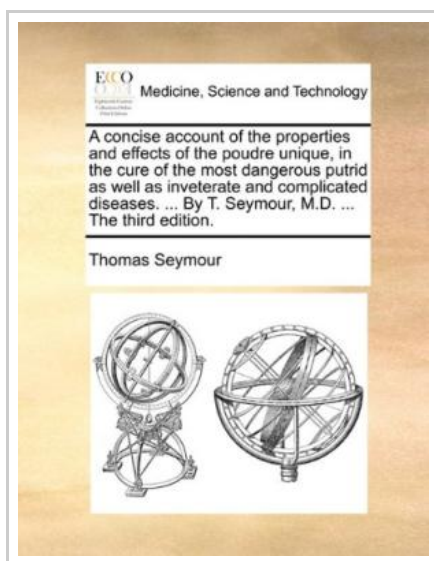 ECCO
Medicine, Science and Technology
A concise account of the properties
and effects of the poudre unique, in
the cure of the most dangerous putrid
as well as inveterate and complicated
diseases. ... By T. Seymour, M.D. ...
The third edition.
Thomas Seymour